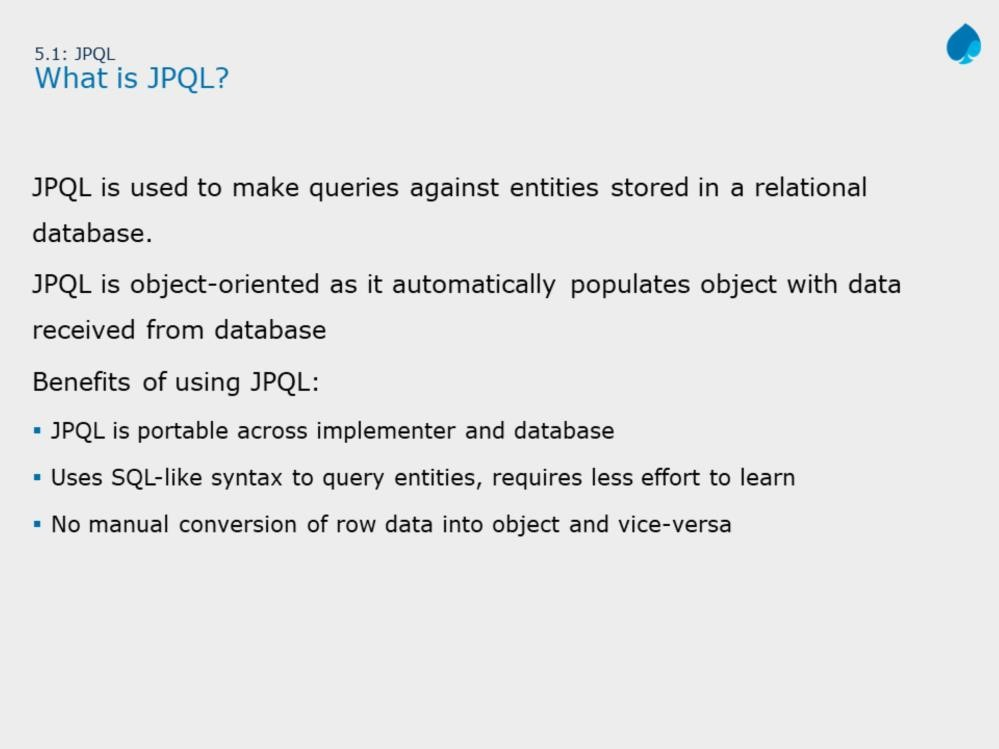 5.1: JPQL
What is JPQL?
JPQL is used to make queries against entities stored in a relational
database.
JPQL is object-oriented as it automatically populates object with data
received from database
Benefits of using JPQL:
▪ JPQL is portable across implementer and database
▪ Uses SQL-like syntax to query entities, requires less effort to learn
▪ No manual conversion of row data into object and vice-versa